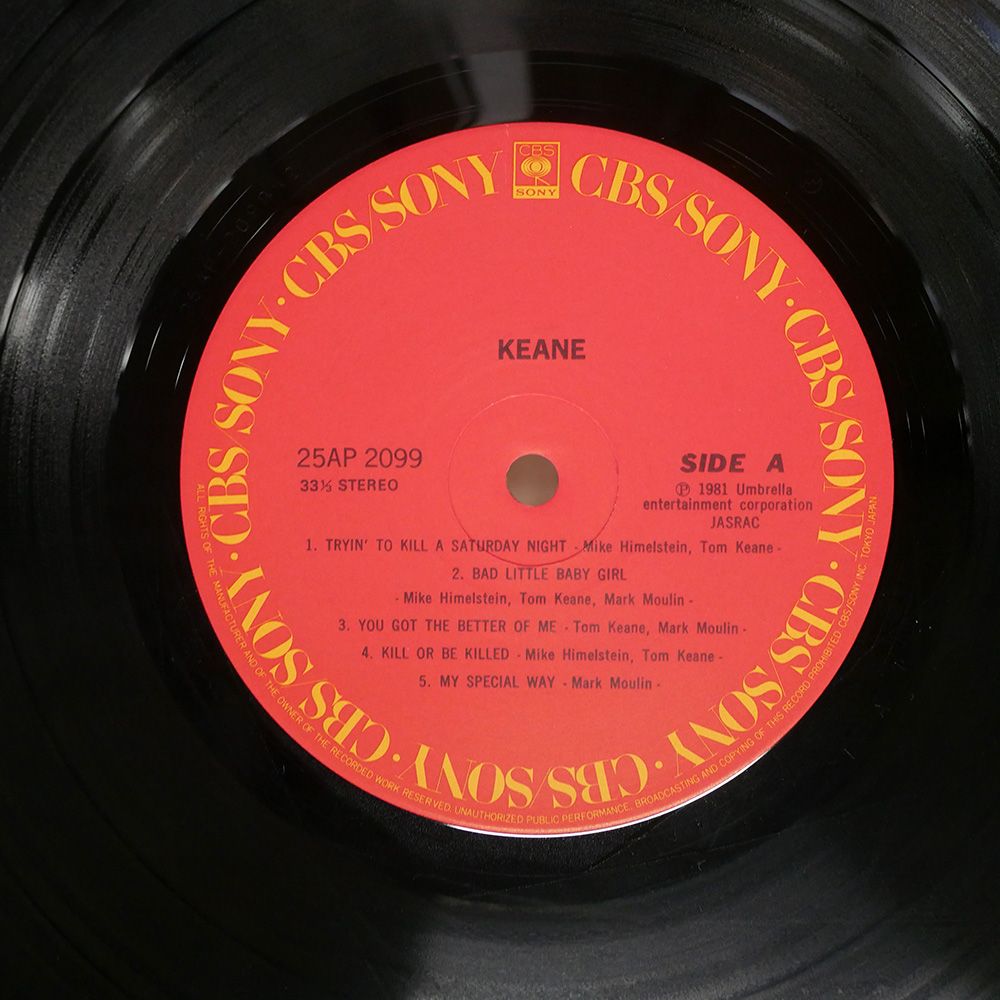 CBS
SONY
CBS/SONY · CBS/SONY · CBS/SONY · CBS/SONY · CBS/SONY · CBS/SONY · CBS/SONY · CBS/SONY
KEANE
25AP 2099
33⅓ STEREO
SIDE A
Ⓟ 1981 Umbrella
entertainment corporation
JASRAC
1. TRYIN' TO KILL A SATURDAY NIGHT - Mike Himelstein, Tom Keane -
2. BAD LITTLE BABY GIRL
- Mike Himelstein, Tom Keane, Mark Moulin -
3. YOU GOT THE BETTER OF ME - Tom Keane, Mark Moulin -
4. KILL OR BE KILLED - Mike Himelstein, Tom Keane -
5. MY SPECIAL WAY - Mark Moulin -
ALL RIGHTS OF THE MANUFACTURER AND OF THE OWNER OF THE RECORDED WORK RESERVED. UNAUTHORIZED PUBLIC PERFORMANCE. BROADCASTING AND COPYING OF THIS RECORD PROHIBITED·CBS/SONY INC. TOKYO JAPAN